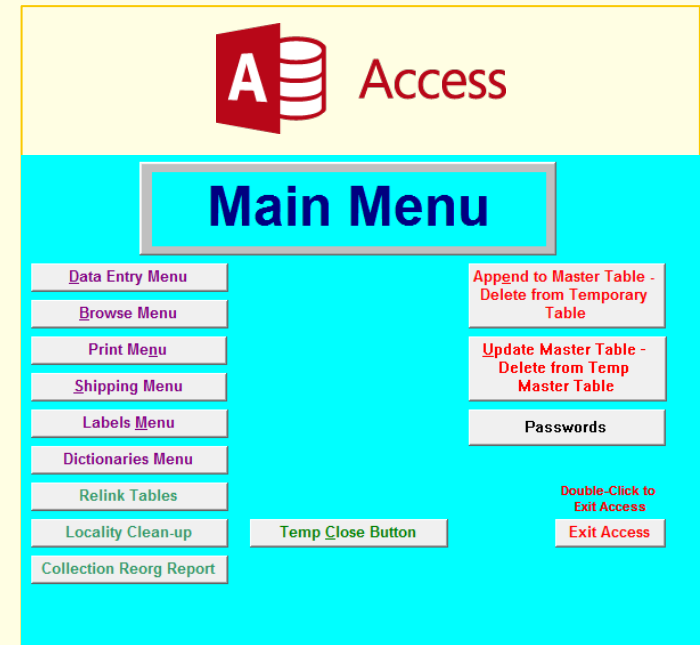 A Access
Main Menu
Data Entry Menu
Browse Menu
Print Menu
Shipping Menu
Labels Menu
Dictionaries Menu
Relink Tables
Locality Clean-up
Collection Reorg Report
Temp Close Button
Append to Master Table -
Delete from Temporary
Table
Update Master Table -
Delete from Temp
Master Table
Passwords
Double-Click to
Exit Access
Exit Access